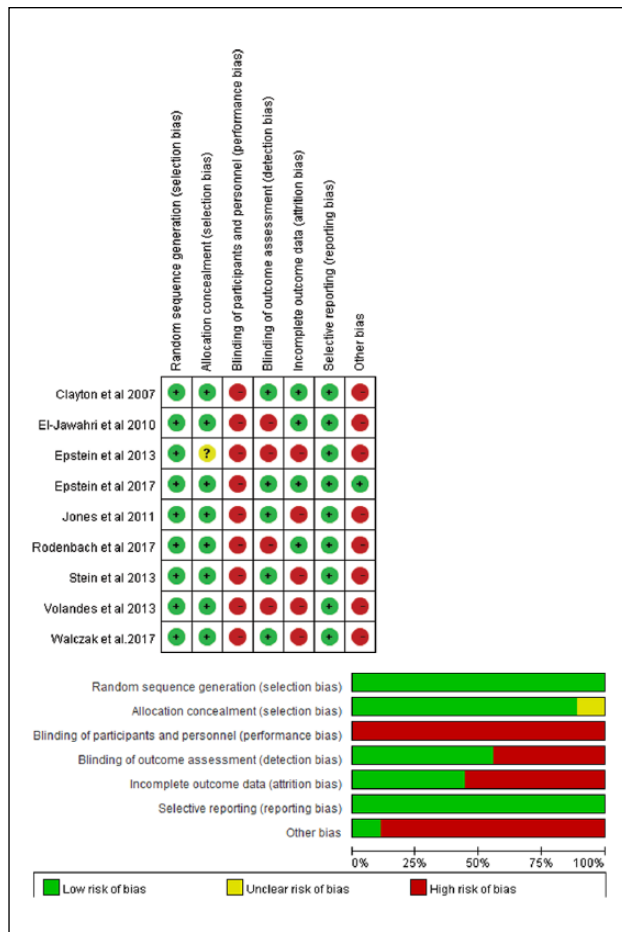 Random sequence generation (selection bias)
Allocation concealment (selection bias)
Blinding of participants and personnel (performance bias)
Blinding of outcome assessment (detection bias)
Incomplete outcome data (attrition bias)
Selective reporting (reporting bias)
Other bias
Clayton et al 2007 + + - + + + -
El-Jawahri et al 2010 + + - - + + -
Epstein et al 2013 + ? - - - + -
Epstein et al 2017 + + - + + + +
Jones et al 2011 + + - + - + -
Rodenbach et al 2017 + + - - + + -
Stein et al 2013 + + - + - + -
Volandes et al 2013 + + - - - + -
Walczak et al.2017 + + - + - + -
Random sequence generation (selection bias)
Allocation concealment (selection bias)
Blinding of participants and personnel (performance bias)
Blinding of outcome assessment (detection bias)
Incomplete outcome data (attrition bias)
Selective reporting (reporting bias)
Other bias
0% 25% 50% 75% 100%
Low risk of bias Unclear risk of bias High risk of bias